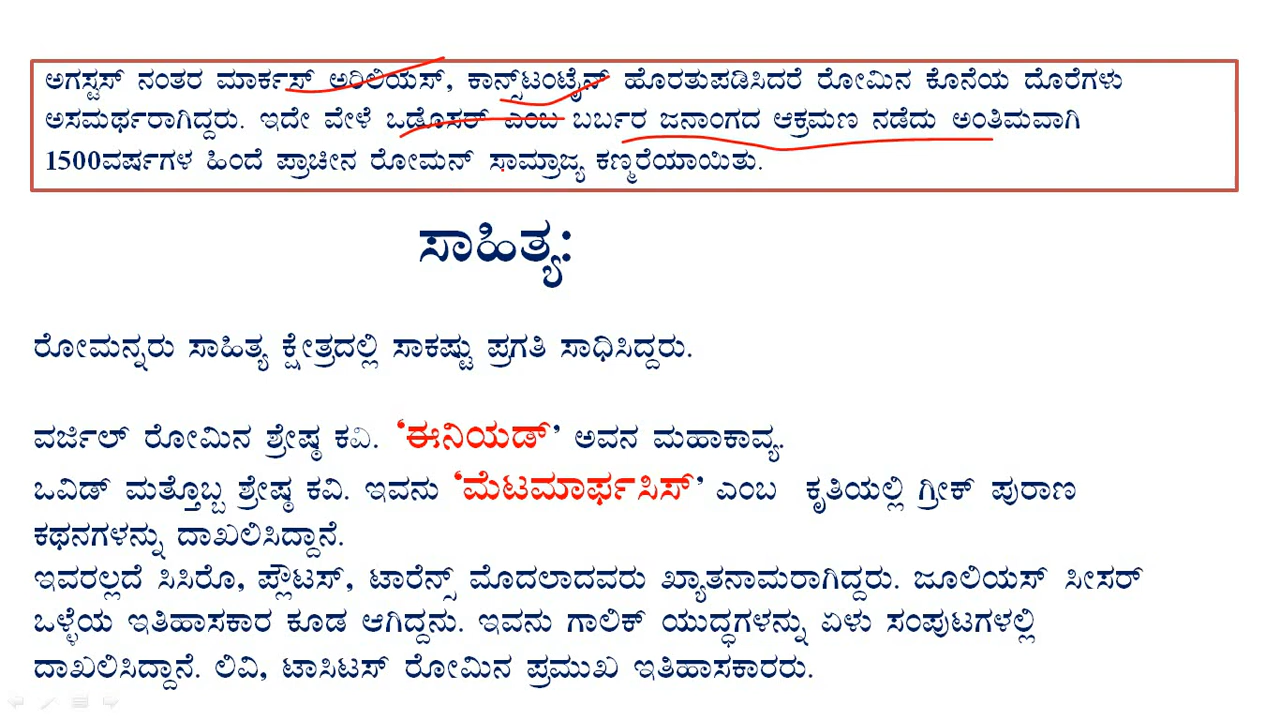 ಅಗಸ್ಟಸ್ ನಂತರ ಮಾರ್ಕಸ್ ಅರಿಲಿಯಸ್, ಕಾನ್ಸ್‌ಟಂಟೈನ್ ಹೊರತುಪಡಿಸಿದರೆ ರೋಮಿನ ಕೊನೆಯ ದೊರೆಗಳು
ಅಸಮರ್ಥರಾಗಿದ್ದರು. ಇದೇ ವೇಳೆ ಒಡೊಸರ್ ಎಂಬ ಬರ್ಬರ ಜನಾಂಗದ ಆಕ್ರಮಣ ನಡೆದು ಅಂತಿಮವಾಗಿ
1500ವರ್ಷಗಳ ಹಿಂದೆ ಪ್ರಾಚೀನ ರೋಮನ್ ಸಾಮ್ರಾಜ್ಯ ಕಣ್ಮರೆಯಾಯಿತು.
ಸಾಹಿತ್ಯ:
ರೋಮನ್ನರು ಸಾಹಿತ್ಯ ಕ್ಷೇತ್ರದಲ್ಲಿ ಸಾಕಷ್ಟು ಪ್ರಗತಿ ಸಾಧಿಸಿದ್ದರು.
ವರ್ಜಿಲ್ ರೋಮಿನ ಶ್ರೇಷ್ಠ ಕವಿ. ‘ಈನಿಯಡ್’ ಅವನ ಮಹಾಕಾವ್ಯ.
ಒವಿಡ್ ಮತ್ತೊಬ್ಬ ಶ್ರೇಷ್ಠ ಕವಿ. ಇವನು ‘ಮೆಟಮಾರ್ಫಸಿಸ್’ ಎಂಬ ಕೃತಿಯಲ್ಲಿ ಗ್ರೀಕ್ ಪುರಾಣ
ಕಥನಗಳನ್ನು ದಾಖಲಿಸಿದ್ದಾನೆ.
ಇವರಲ್ಲದೆ ಸಿಸಿರೊ, ಪ್ಲೌಟಸ್, ಟಾರೆನ್ಸ್ ಮೊದಲಾದವರು ಖ್ಯಾತನಾಮರಾಗಿದ್ದರು. ಜೂಲಿಯಸ್ ಸೀಸರ್
ಒಳ್ಳೆಯ ಇತಿಹಾಸಕಾರ ಕೂಡ ಆಗಿದ್ದನು. ಇವನು ಗಾಲಿಕ್ ಯುದ್ಧಗಳನ್ನು ಏಳು ಸಂಪುಟಗಳಲ್ಲಿ
ದಾಖಲಿಸಿದ್ದಾನೆ. ಲಿವಿ, ಟಾಸಿಟಸ್ ರೋಮಿನ ಪ್ರಮುಖ ಇತಿಹಾಸಕಾರರು.